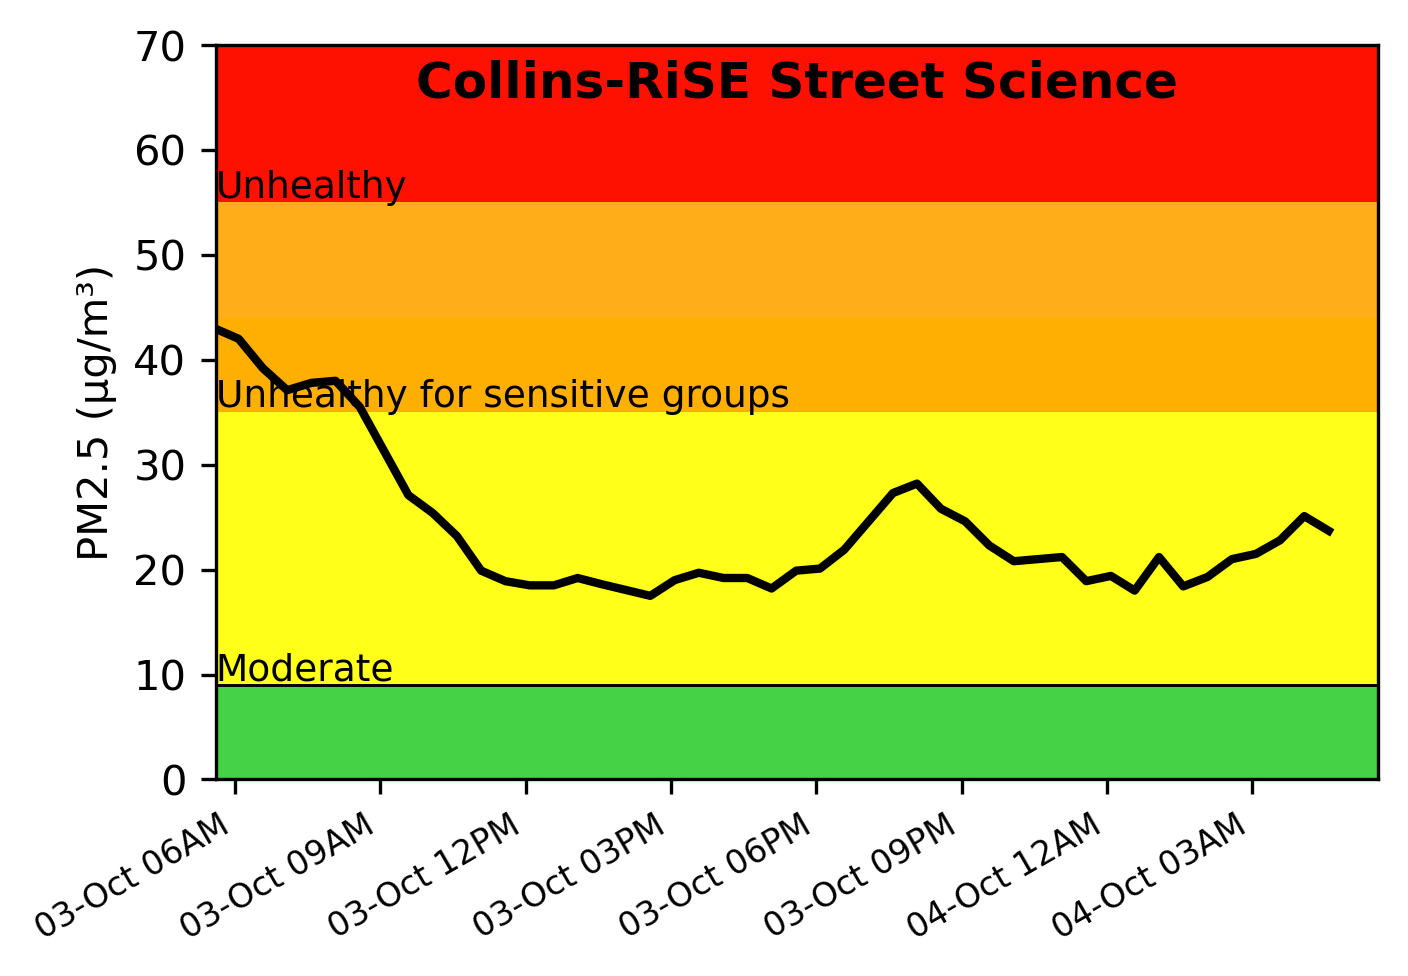 Collins-RiSE Street Science
70
60
Unhealthy
50
40
Unhealthy for sensitive groups
30
20
10
Moderate
0
PM2.5 (µg/m³)
03-Oct 06AM
03-Oct 09AM
03-Oct 12PM
03-Oct 03PM
03-Oct 06PM
03-Oct 09PM
04-Oct 12AM
04-Oct 03AM